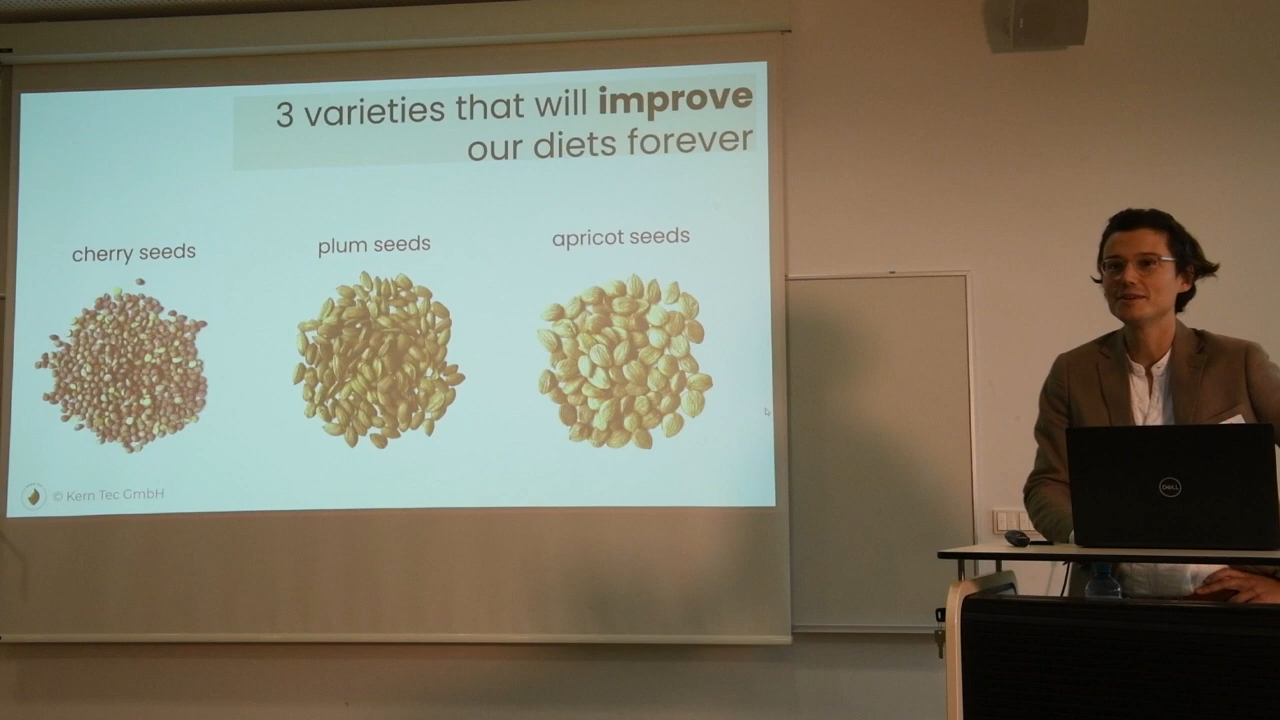 3 varieties that will improve
our diets forever
cherry seeds
plum seeds
apricot seeds
© Kern Tec GmbH
DELL